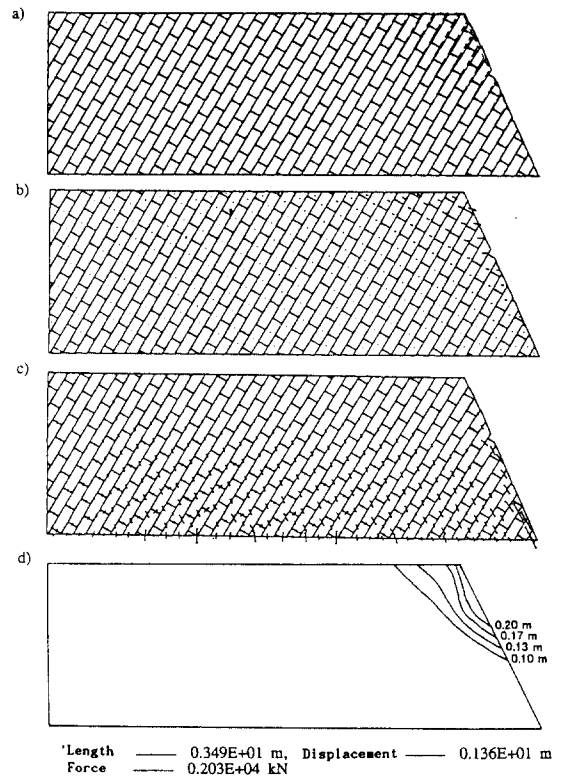 a)
b)
c)
d)
0.20 m
0.17 m
0.13 m
0.10 m
Length 0.349E+01 m, Displacement 0.136E+01 m
Force 0.203E+04 kN